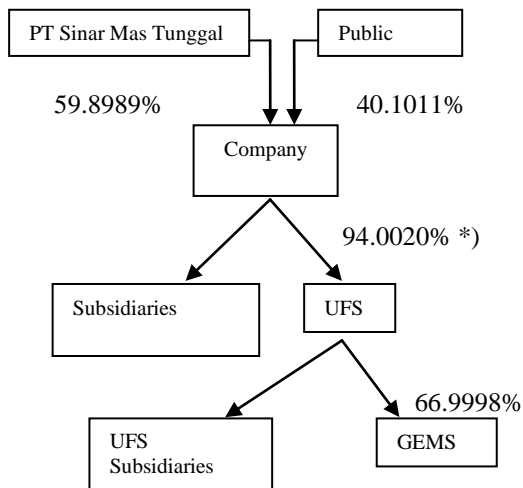 PT Sinar Mas Tunggal
Public
59.8989%
40.1011%
Company
94.0020% *)
Subsidiaries
UFS
66.9998%
UFS
Subsidiaries
GEMS